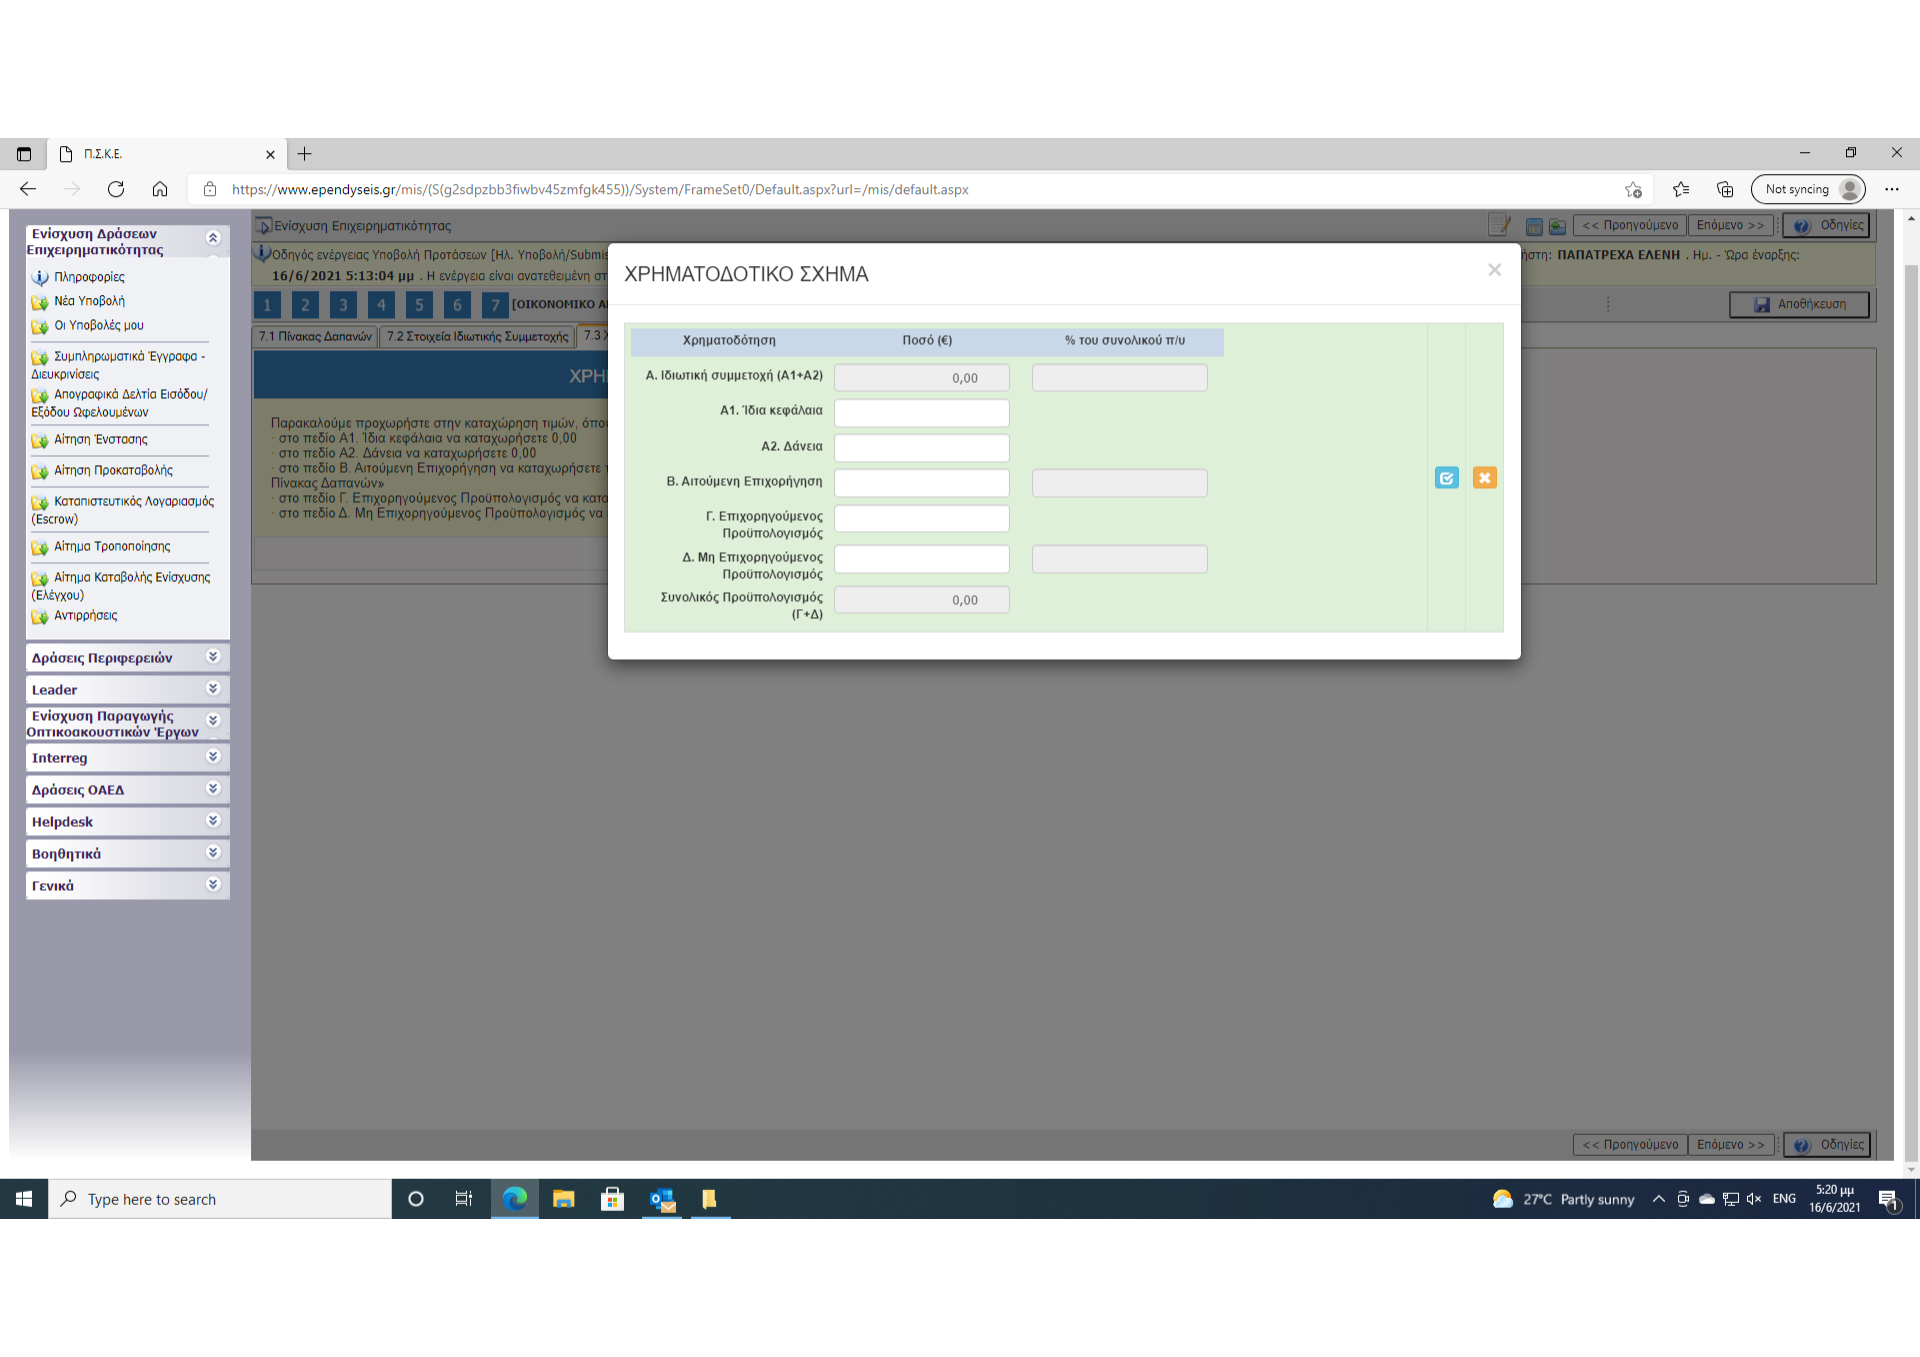 Π.Σ.Κ.Ε.
https://www.ependyseis.gr/mis/(S(g2sdpzbb3fiwbv45zmfgk455))/System/FrameSet0/Default.aspx?url=/mis/default.aspx
Not syncing
Ενίσχυση Δράσεων
Επιχειρηματικότητας
Πληροφορίες
Νέα Υποβολή
Οι Υποβολές μου
Συμπληρωματικά Έγγραφα -
Διευκρινίσεις
Απογραφικά Δελτία Εισόδου/
Εξόδου Ωφελουμένων
Αίτηση Ένστασης
Αίτηση Προκαταβολής
Καταπιστευτικός Λογαριασμός
(Escrow)
Αίτημα Τροποποίησης
Αίτημα Καταβολής Ενίσχυσης
(Ελέγχου)
Αντιρρήσεις
Δράσεις Περιφερειών
Leader
Ενίσχυση Παραγωγής
Οπτικοακουστικών Έργων
Interreg
Δράσεις ΟΑΕΔ
Helpdesk
Βοηθητικά
Γενικά
Ενίσχυση Επιχειρηματικότητας
<< Προηγούμενο Επόμενο >> Οδηγίες
Οδηγός ενέργειας Υποβολή Προτάσεων [Ηλ. Υποβολή/Submis
ήστη: ΠΑΠΑΤΡΕΧΑ ΕΛΕΝΗ . Ημ. - Ώρα έναρξης:
16/6/2021 5:13:04 μμ . Η ενέργεια είναι ανατεθειμένη στ
1 2 3 4 5 6 7 [ΟΙΚΟΝΟΜΙΚΟ Α
Αποθήκευση
7.1 Πίνακας Δαπανών 7.2 Στοιχεία Ιδιωτικής Συμμετοχής 7.3 Χ
ΧΡΗ
Παρακαλούμε προχωρήστε στην καταχώρηση τιμών, όπο
· στο πεδίο Α1. Ίδια κεφάλαια να καταχωρήσετε 0,00
· στο πεδίο Α2. Δάνεια να καταχωρήσετε 0,00
· στο πεδίο Β. Αιτούμενη Επιχορήγηση να καταχωρήσετε
Πίνακας Δαπανών»
· στο πεδίο Γ. Επιχορηγούμενος Προϋπολογισμός να κατα
· στο πεδίο Δ. Μη Επιχορηγούμενος Προϋπολογισμός να
ΧΡΗΜΑΤΟΔΟΤΙΚΟ ΣΧΗΜΑ
Χρηματοδότηση Ποσό (€) % του συνολικού π/υ
Α. Ιδιωτική συμμετοχή (Α1+Α2) 0,00
Α1. Ίδια κεφάλαια
Α2. Δάνεια
Β. Αιτούμενη Επιχορήγηση
Γ. Επιχορηγούμενος
Προϋπολογισμός
Δ. Μη Επιχορηγούμενος
Προϋπολογισμός
Συνολικός Προϋπολογισμός
(Γ+Δ)
0,00
<< Προηγούμενο Επόμενο >> Οδηγίες
Type here to search
27°C Partly sunny
ENG
5:20 μμ
16/6/2021
1